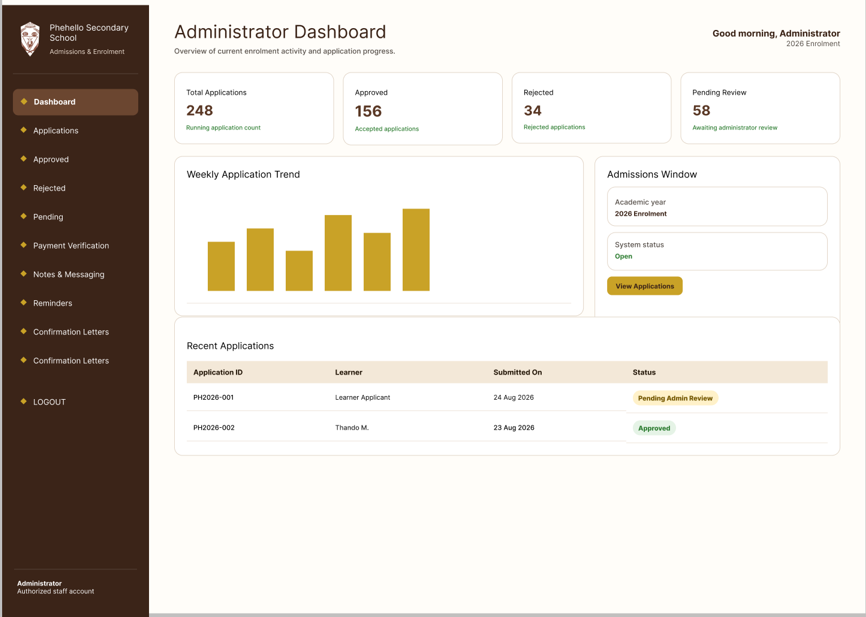 Phehello Secondary
School
Admissions & Enrolment
Dashboard
Applications
Approved
Rejected
Pending
Payment Verification
Notes & Messaging
Reminders
Confirmation Letters
Confirmation Letters
LOGOUT
Administrator
Authorized staff account
Administrator Dashboard
Overview of current enrolment activity and application progress.
Good morning, Administrator
2026 Enrolment
Total Applications
248
Running application count
Approved
156
Accepted applications
Rejected
34
Rejected applications
Pending Review
58
Awaiting administrator review
Weekly Application Trend
Admissions Window
Academic year
2026 Enrolment
System status
Open
View Applications
Recent Applications
Application ID Learner Submitted On Status
PH2026-001 Learner Applicant 24 Aug 2026 Pending Admin Review
PH2026-002 Thando M. 23 Aug 2026 Approved